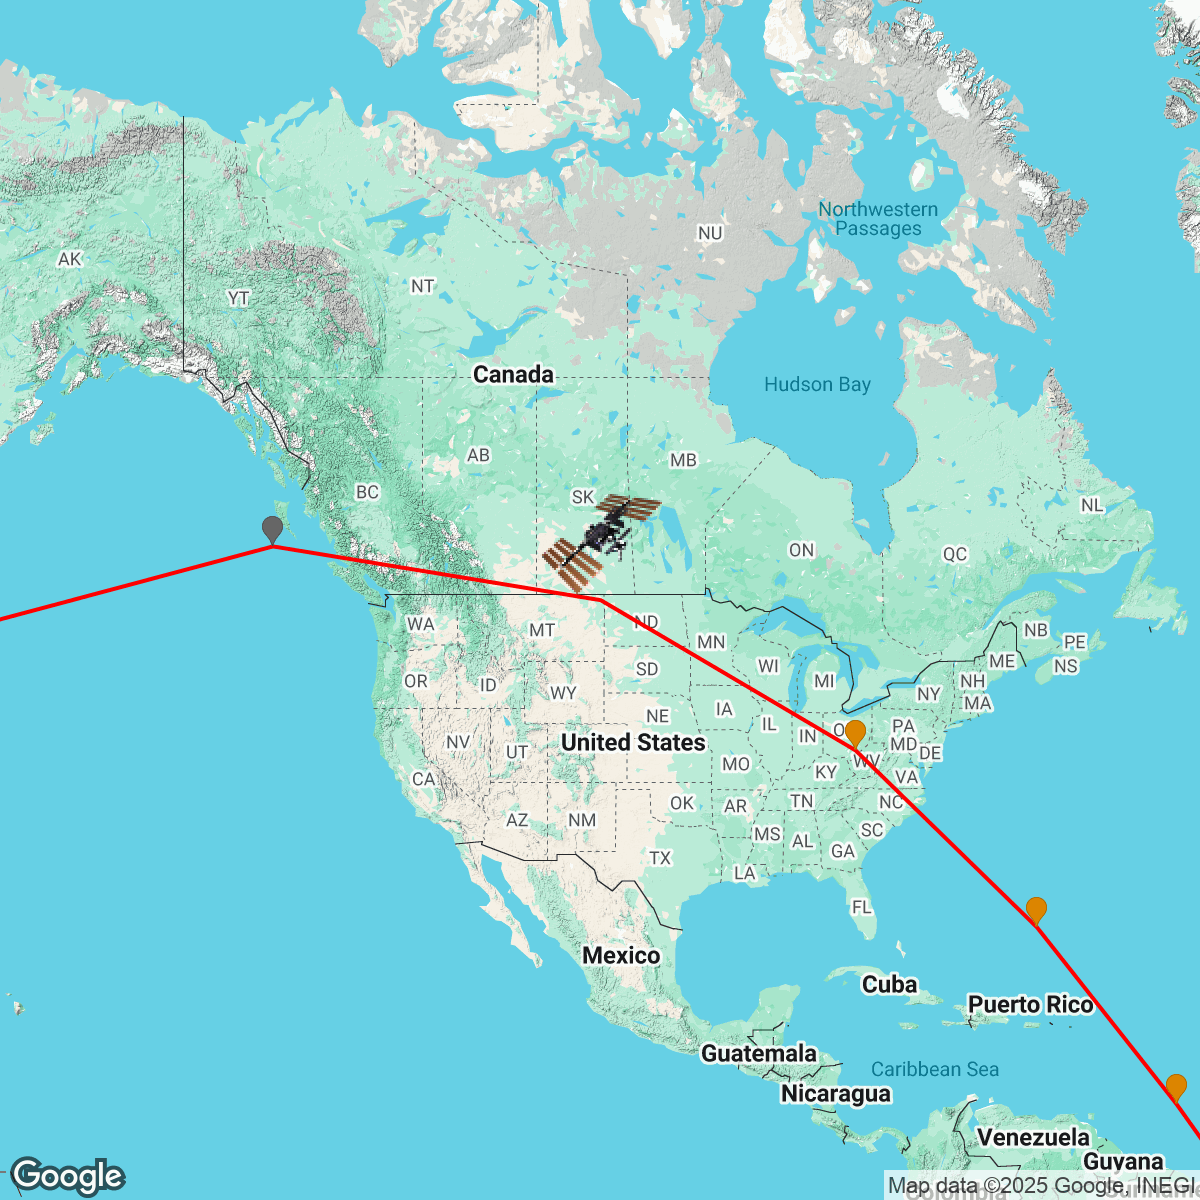 Northwestern
Passages
NU
AK
NT
YT
Canada
Hudson Bay
AB
MB
BC
SK
NL
ON
QC
WA
MT
ND
MN
NB
PE
OR
ID
SD
WI
MI
ME
NS
WY
NH
NY
MA
NE
IA
IL
IN
O
PA
NV
UT
United States
MD
DE
CA
MO
KY
WV
VA
AZ
NM
OK
AR
TN
NC
MS
AL
SC
GA
TX
LA
FL
Mexico
Cuba
Puerto Rico
Guatemala
Caribbean Sea
Nicaragua
Venezuela
Guyana
Google
Map data ©2025 Google, INEGI
Colombia